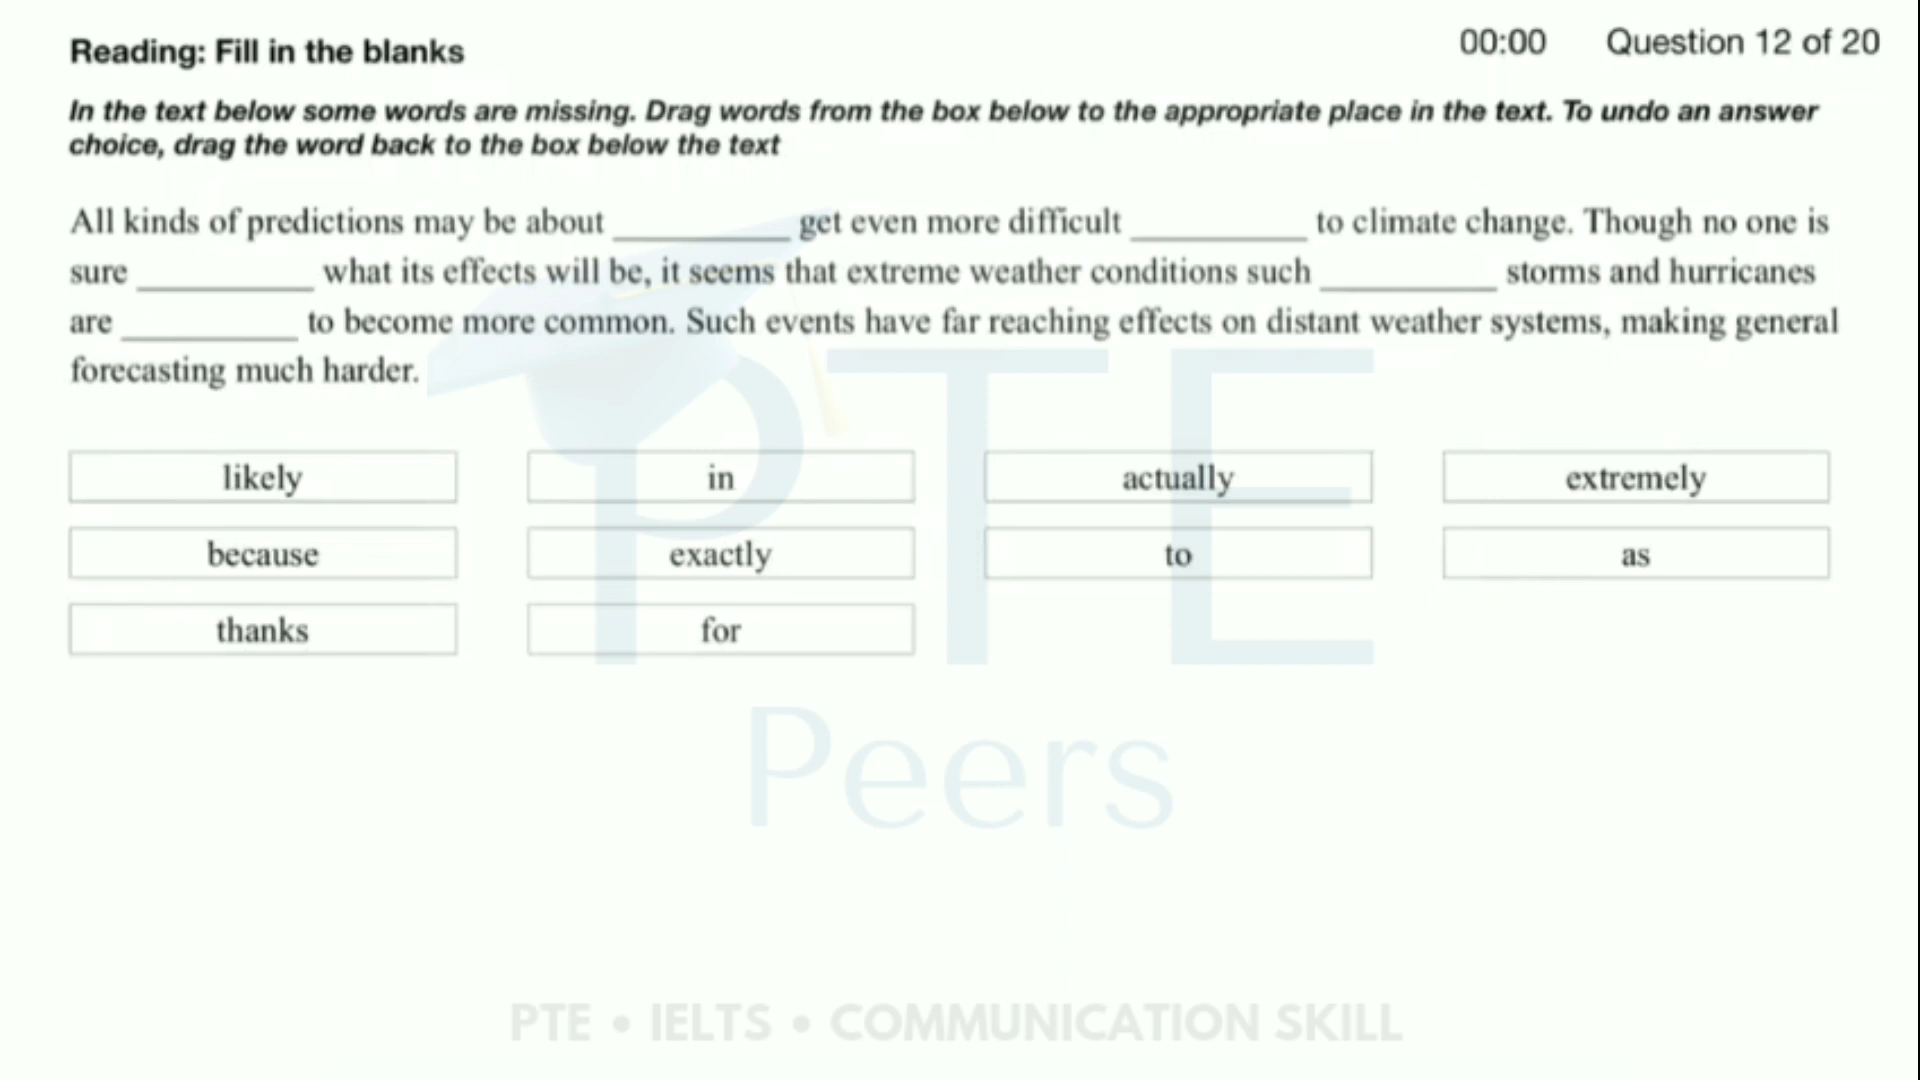 Reading: Fill in the blanks
00:00 Question 12 of 20
In the text below some words are missing. Drag words from the box below to the appropriate place in the text. To undo an answer
choice, drag the word back to the box below the text
All kinds of predictions may be about __________ get even more difficult __________ to climate change. Though no one is
sure __________ what its effects will be, it seems that extreme weather conditions such __________ storms and hurricanes
are __________ to become more common. Such events have far reaching effects on distant weather systems, making general
forecasting much harder.
likely in actually extremely
because exactly to as
thanks for
PTE
Peers
PTE • IELTS • COMMUNICATION SKILL